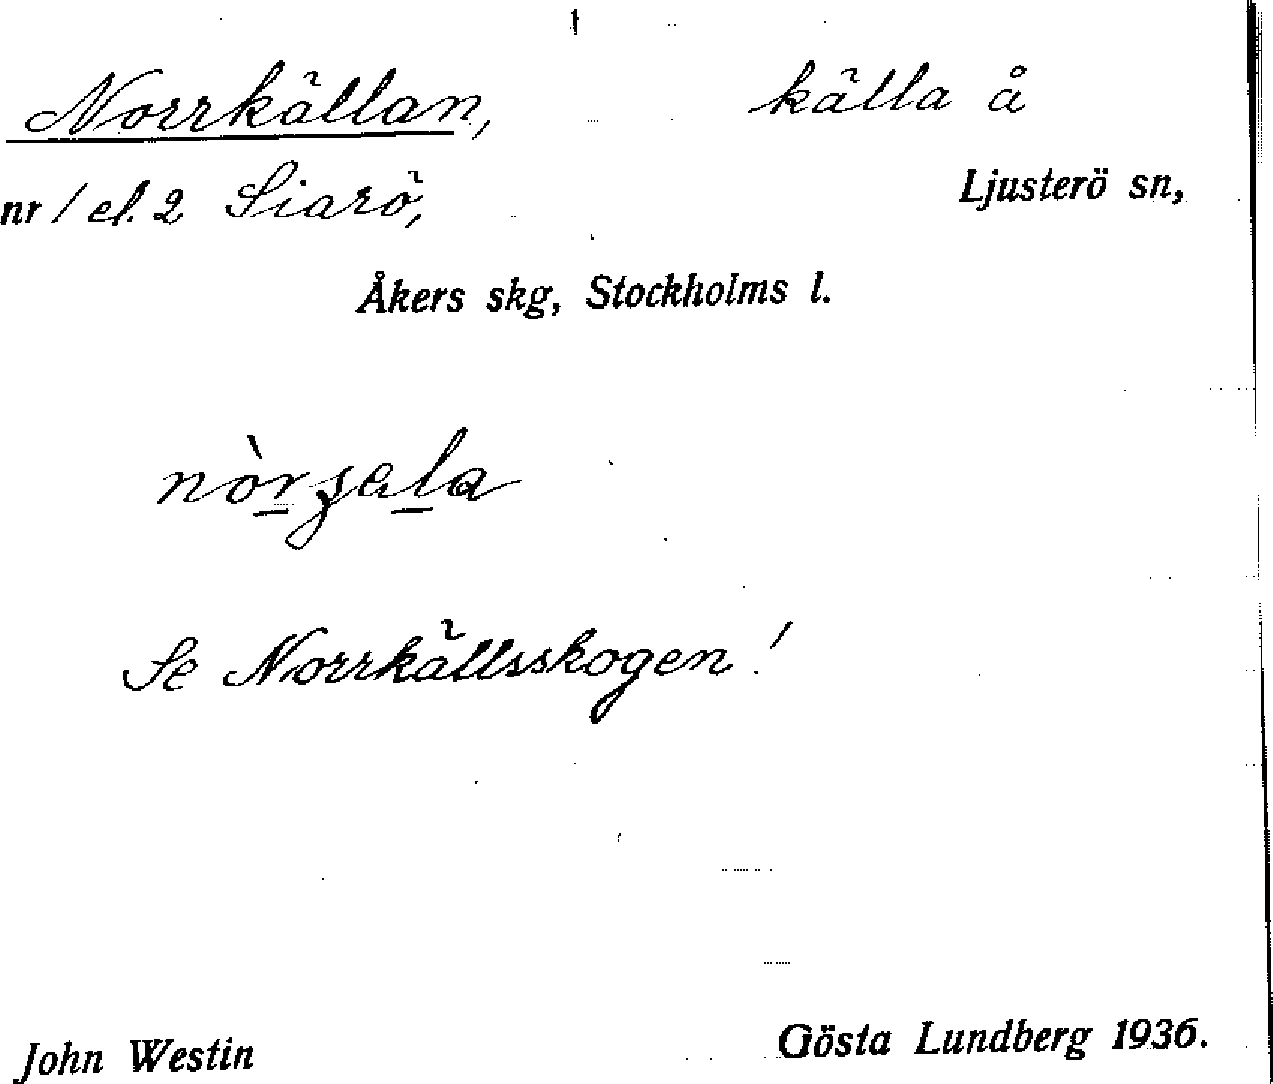 Norrkällan, källa å
nr 1 el. 2 Siarö, Ljusterö sn,
Åkers skg, Stockholms l.
Se Norrkällsskogen!
John Westin Gösta Lundberg 1936.